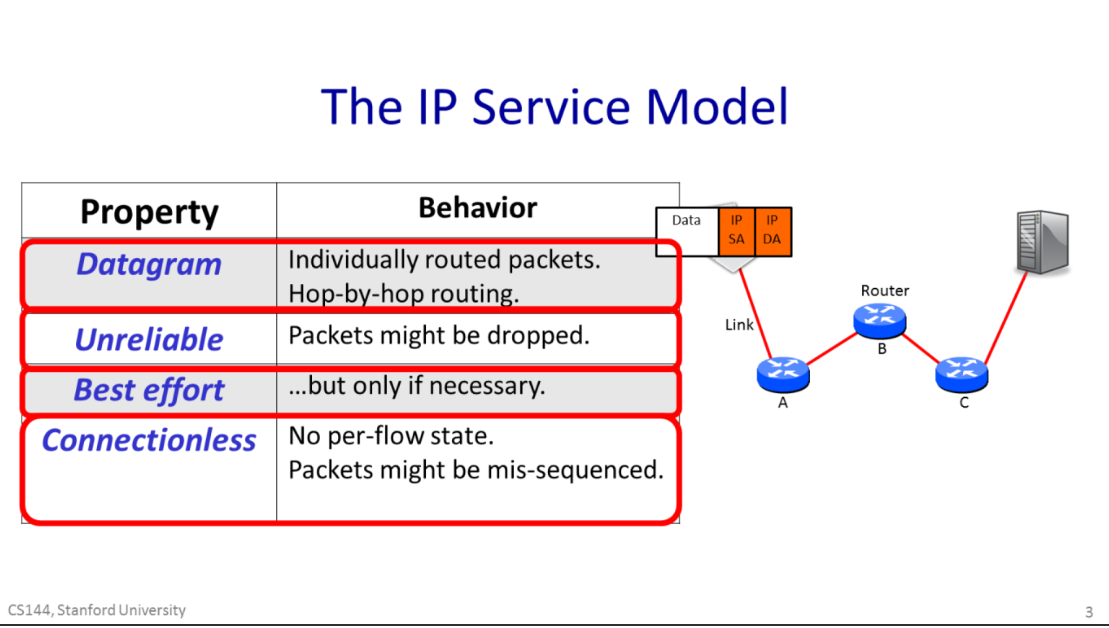 The IP Service Model
Property
Behavior
Datagram
Individually routed packets.
Hop-by-hop routing.
Unreliable
Packets might be dropped.
Best effort
...but only if necessary.
Connectionless
No per-flow state.
Packets might be mis-sequenced.
Data
IP
SA
IP
DA
Link
Router
B
A
C
CS144, Stanford University
3